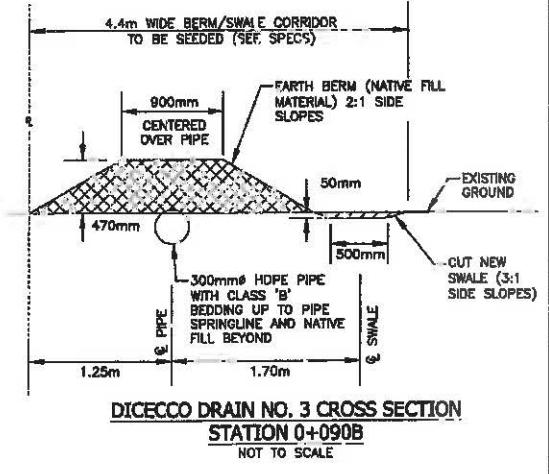 4.4m WIDE BERM/SWALE CORRIDOR
TO BE SEEDED (SEE SPECS)
900mm
CENTERED
OVER PIPE
EARTH BERM (NATIVE FILL
MATERIAL) 2:1 SIDE
SLOPES
50mm
EXISTING
GROUND
470mm
500mm
CUT NEW
SWALE (3:1
SIDE SLOPES)
300mmø HDPE PIPE
WITH CLASS 'B'
BEDDING UP TO PIPE
SPRINGLINE AND NATIVE
FILL BEYOND
℄ PIPE
℄ SWALE
1.25m
1.70m
DICECCO DRAIN NO. 3 CROSS SECTION
STATION 0+090B
NOT TO SCALE